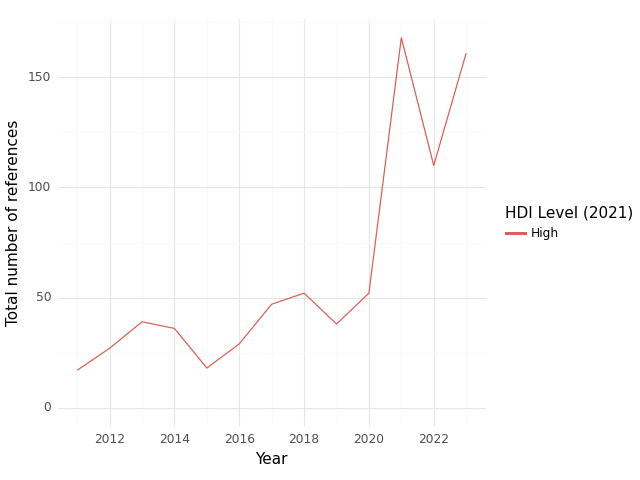 150
100
50
0
2012 2014 2016 2018 2020 2022
Year
Total number of references
HDI Level (2021)
High